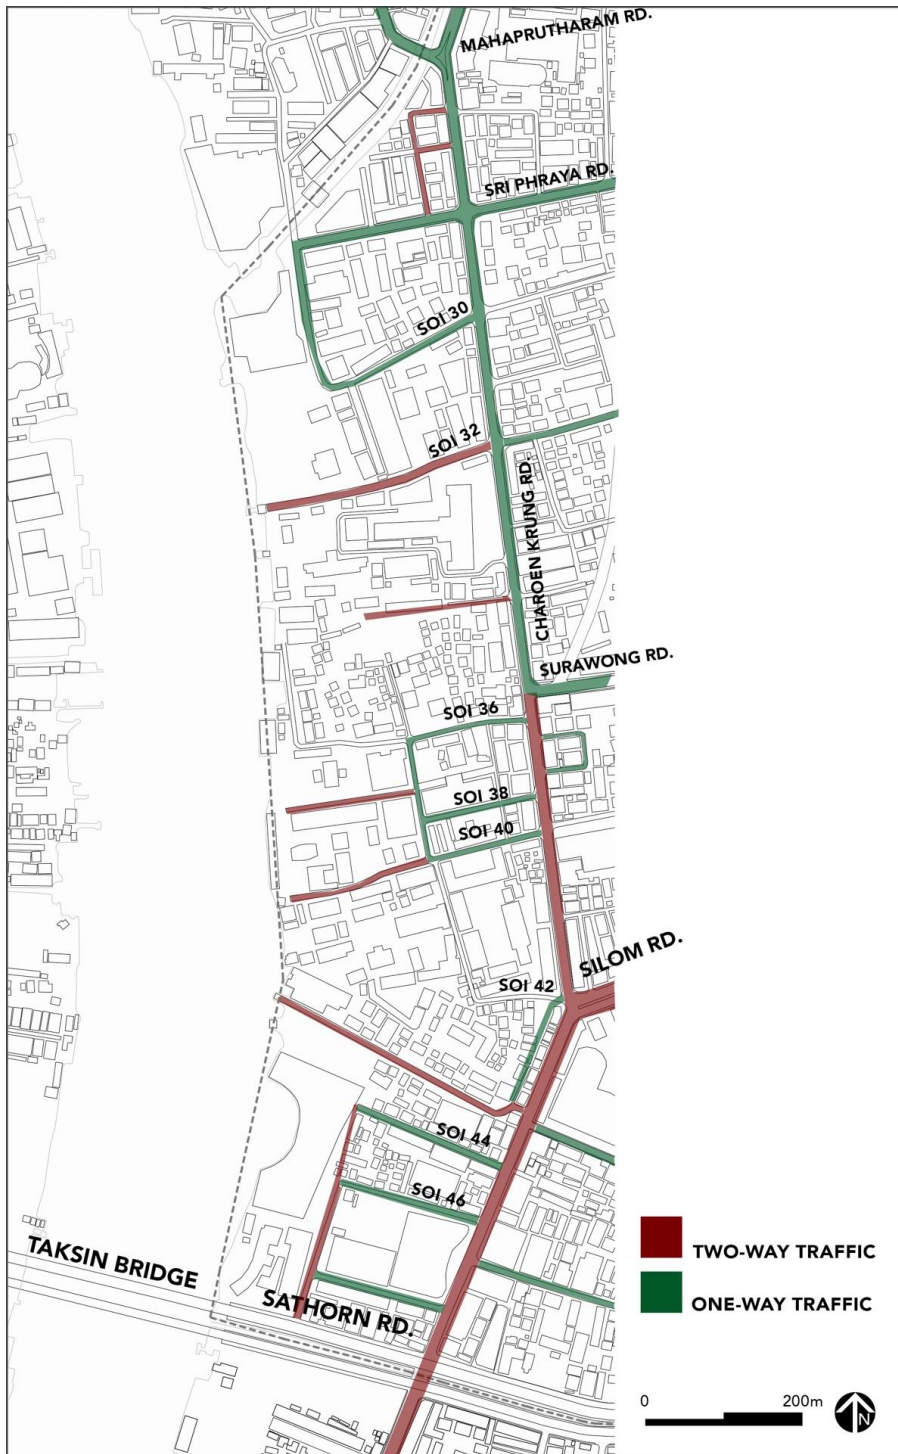 MAHAPRUTHARAM RD.
SRI PHRAYA RD.
SOI 30
SOI 32
CHAROEN KRUNG RD.
SURAWONG RD.
SOI 36
SOI 38
SOI 40
SILOM RD.
SOI 42
SOI 44
SOI 46
TAKSIN BRIDGE
SATHORN RD.
TWO-WAY TRAFFIC
ONE-WAY TRAFFIC
0 200m
N